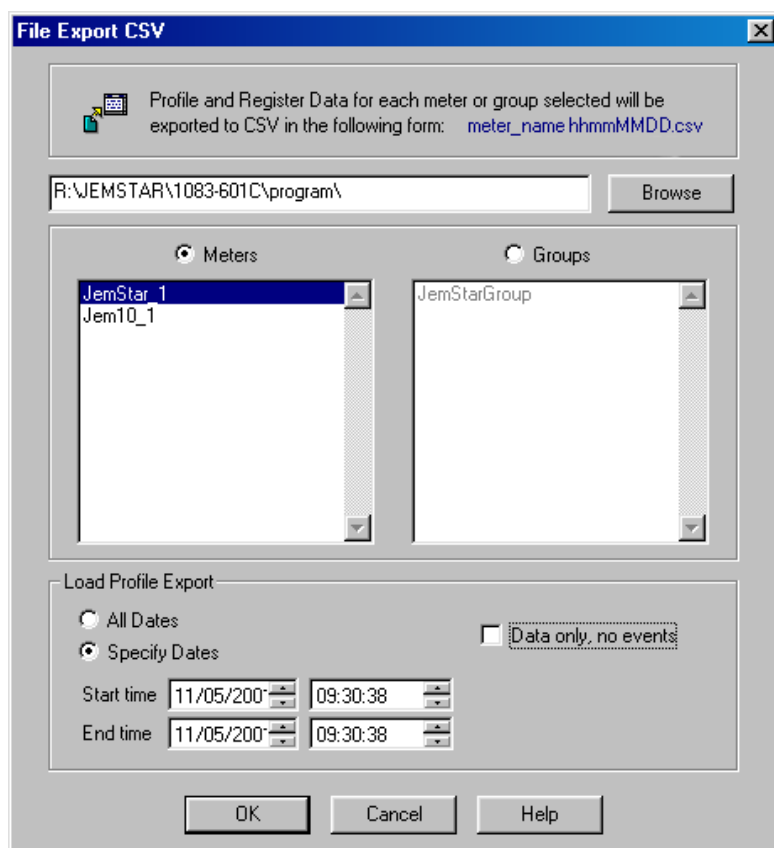 File Export CSV
Profile and Register Data for each meter or group selected will be
exported to CSV in the following form: meter_name hhmmMMDD.csv
R:\JEMSTAR\1083-601C\program\
Browse
Meters
Groups
JemStar_1
Jem10_1
JemStarGroup
Load Profile Export
All Dates
Specify Dates
Data only, no events
Start time
09:30:38
End time
09:30:38
OK
Cancel
Help